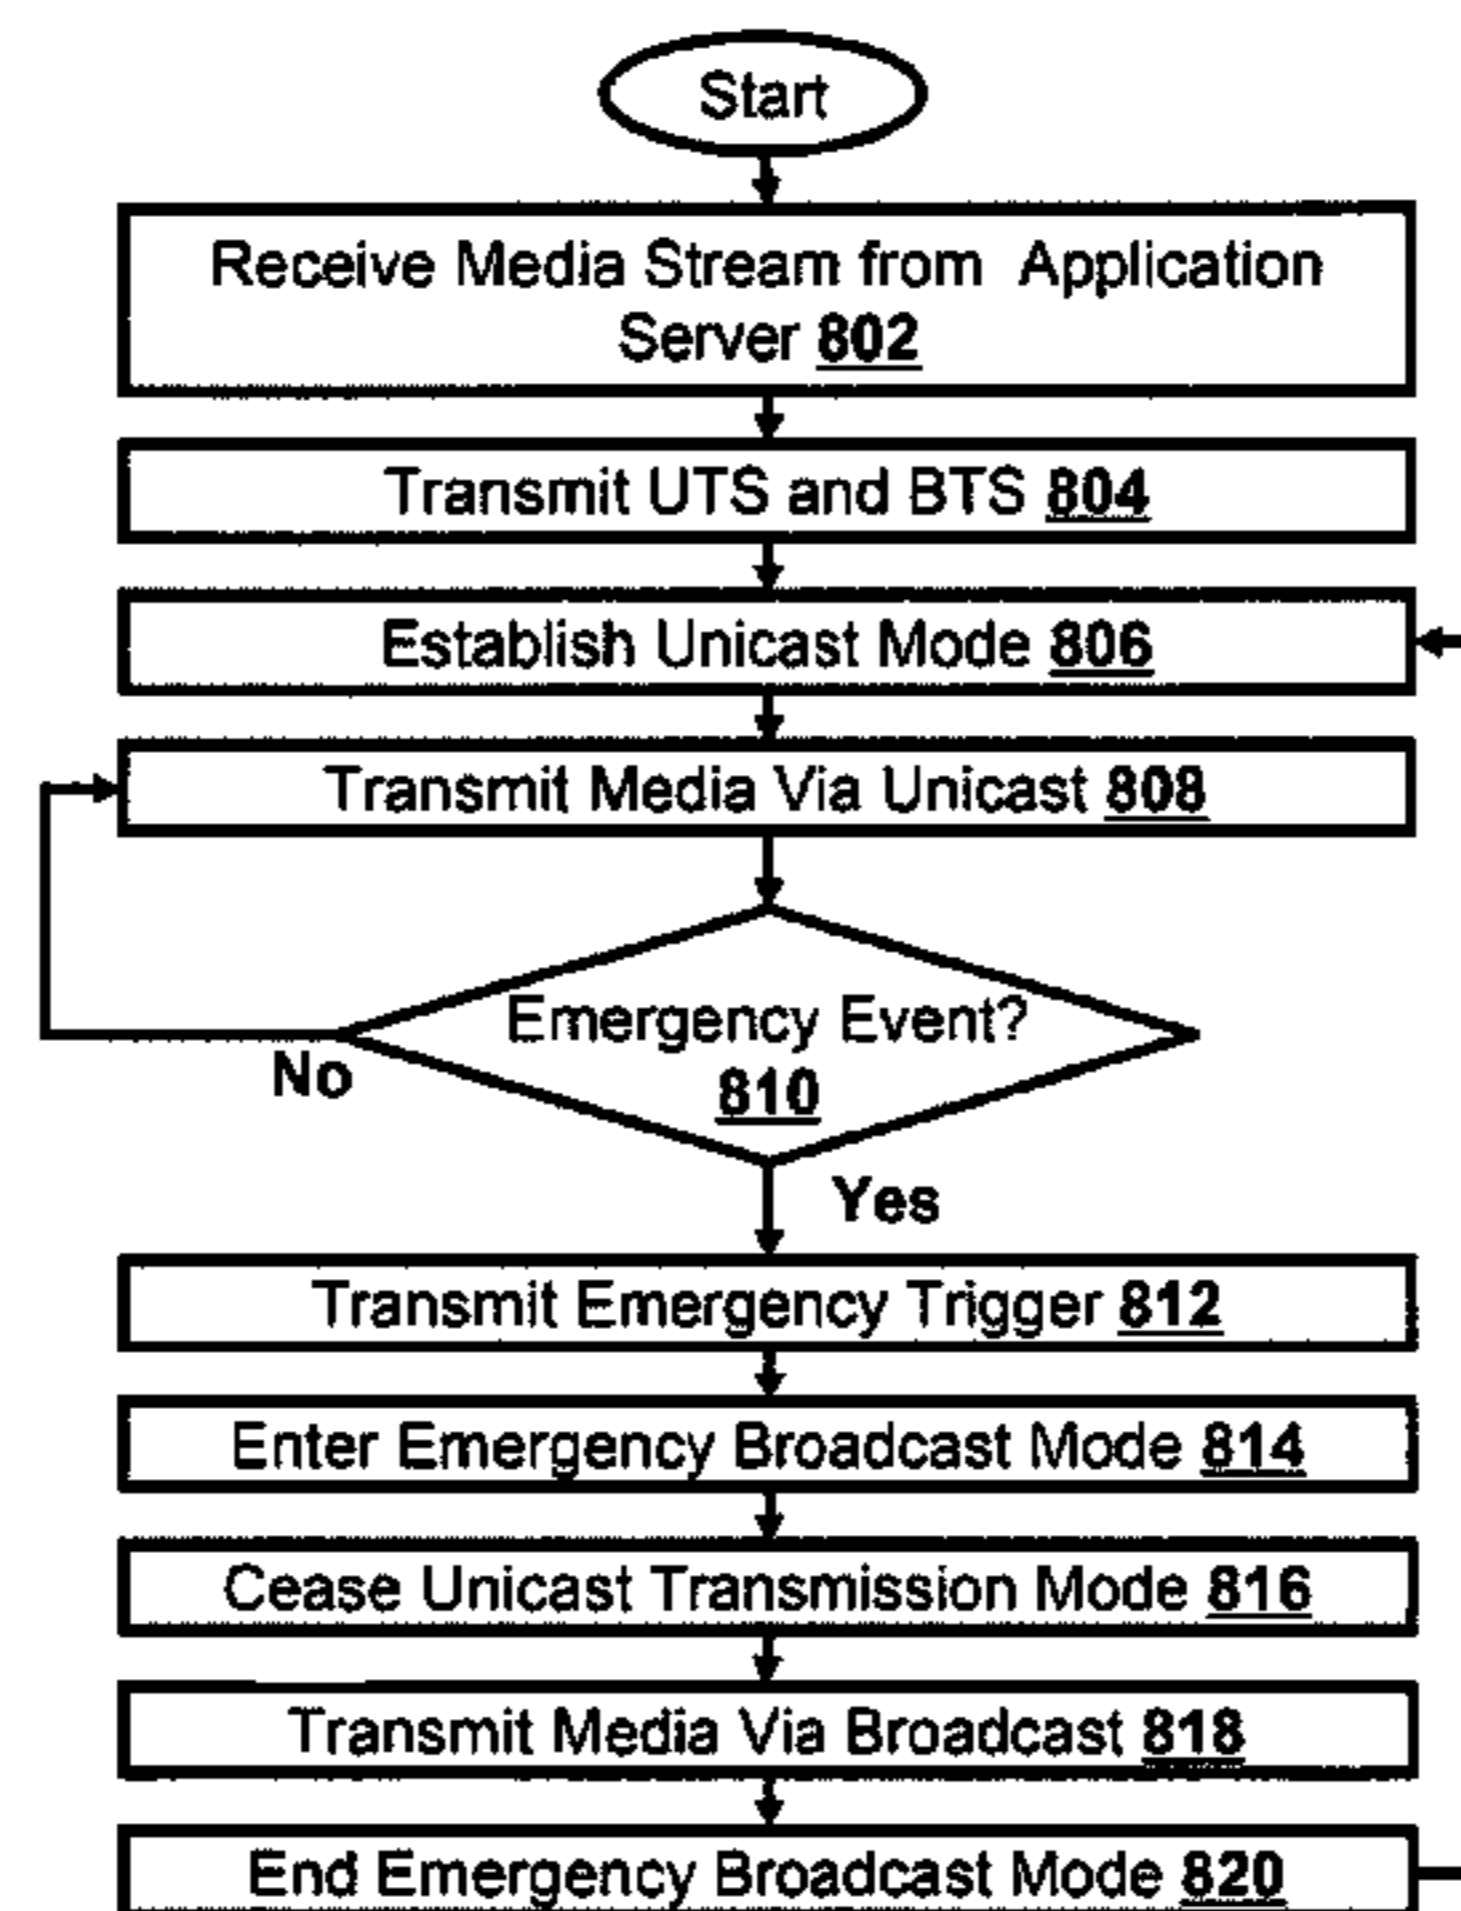 Start
Receive Media Stream from Application
Server 802
Transmit UTS and BTS 804
Establish Unicast Mode 806
Transmit Media Via Unicast 808
Emergency Event?
810
No
Yes
Transmit Emergency Trigger 812
Enter Emergency Broadcast Mode 814
Cease Unicast Transmission Mode 816
Transmit Media Via Broadcast 818
End Emergency Broadcast Mode 820